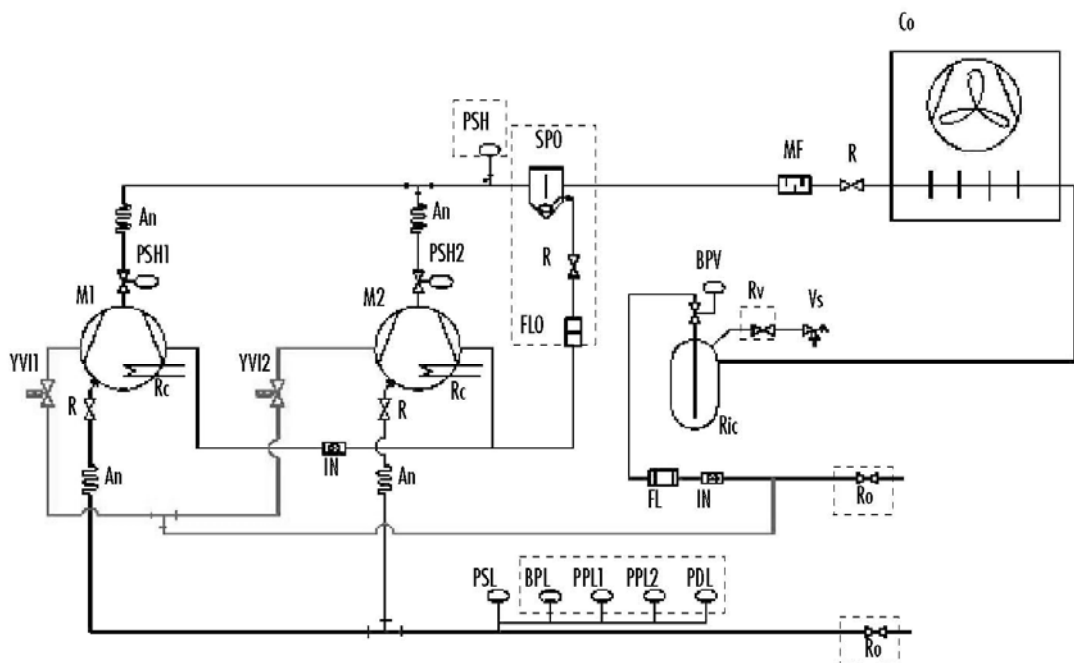 Co
PSH
SPO
MF
R
An
An
PSH1
PSH2
R
BPV
M1
M2
Rv
Vs
FLO
YVI1
YVI2
Rc
Rc
R
R
Ric
IN
An
An
FL
IN
Ro
PSL
BPL
PPL1
PPL2
PDL
Ro